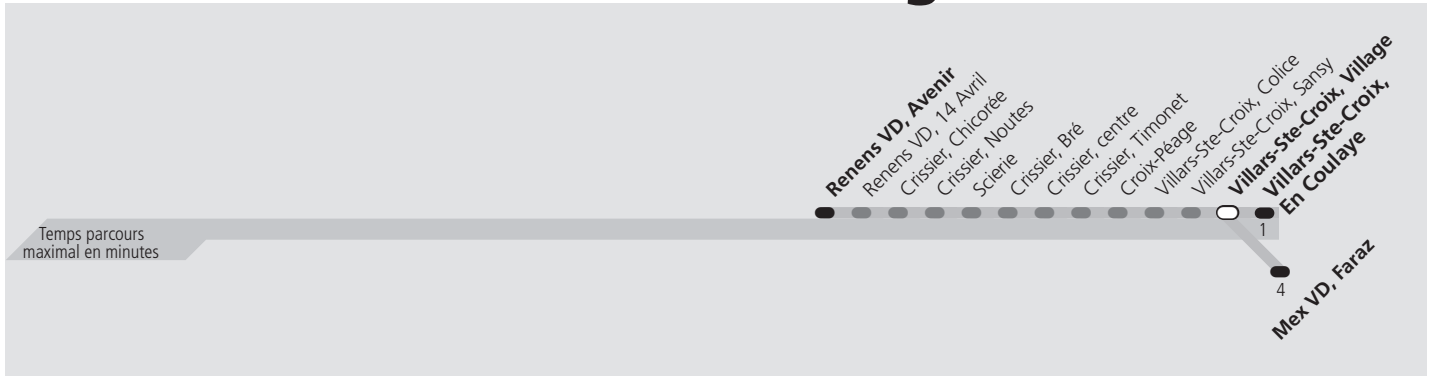 Renens VD, Avenir
Renens VD, 14 Avril
Crissier, Chicorée
Crissier, Noutes
Scierie
Crissier, Bré
Crissier, centre
Crissier, Timonet
Croix-Péage
Villars-Ste-Croix, Colice
Villars-Ste-Croix, Sansy
Villars-Ste-Croix, Village
Villars-Ste-Croix,
En Coulaye
1
Temps parcours
maximal en minutes
4
Mex VD, Faraz